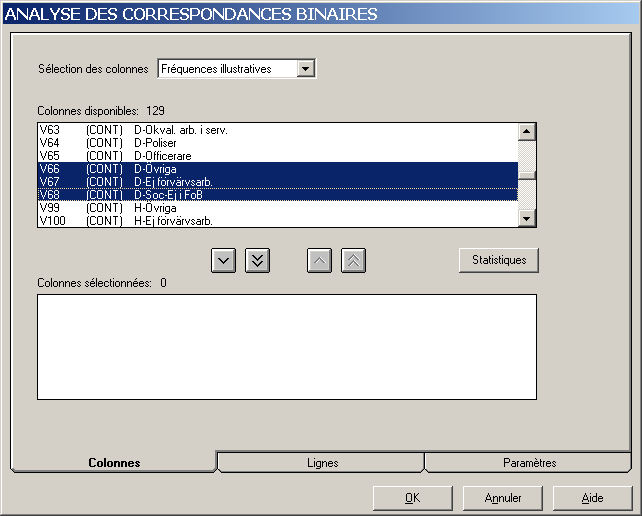 ANALYSE DES CORRESPONDANCES BINAIRES
Sélection des colonnes Fréquences illustratives
Colonnes disponibles: 129
V63 (CONT) D-Okval. arb. i serv.
V64 (CONT) D-Poliser
V65 (CONT) D-Officerare
V66 (CONT) D-Övriga
V67 (CONT) D-Ej förvärvsarb.
V68 (CONT) D-Soc-Ej i FoB
V99 (CONT) H-Övriga
V100 (CONT) H-Ej förvärvsarb.
Statistiques
Colonnes sélectionnées: 0
Colonnes Lignes Paramètres
OK Annuler Aide